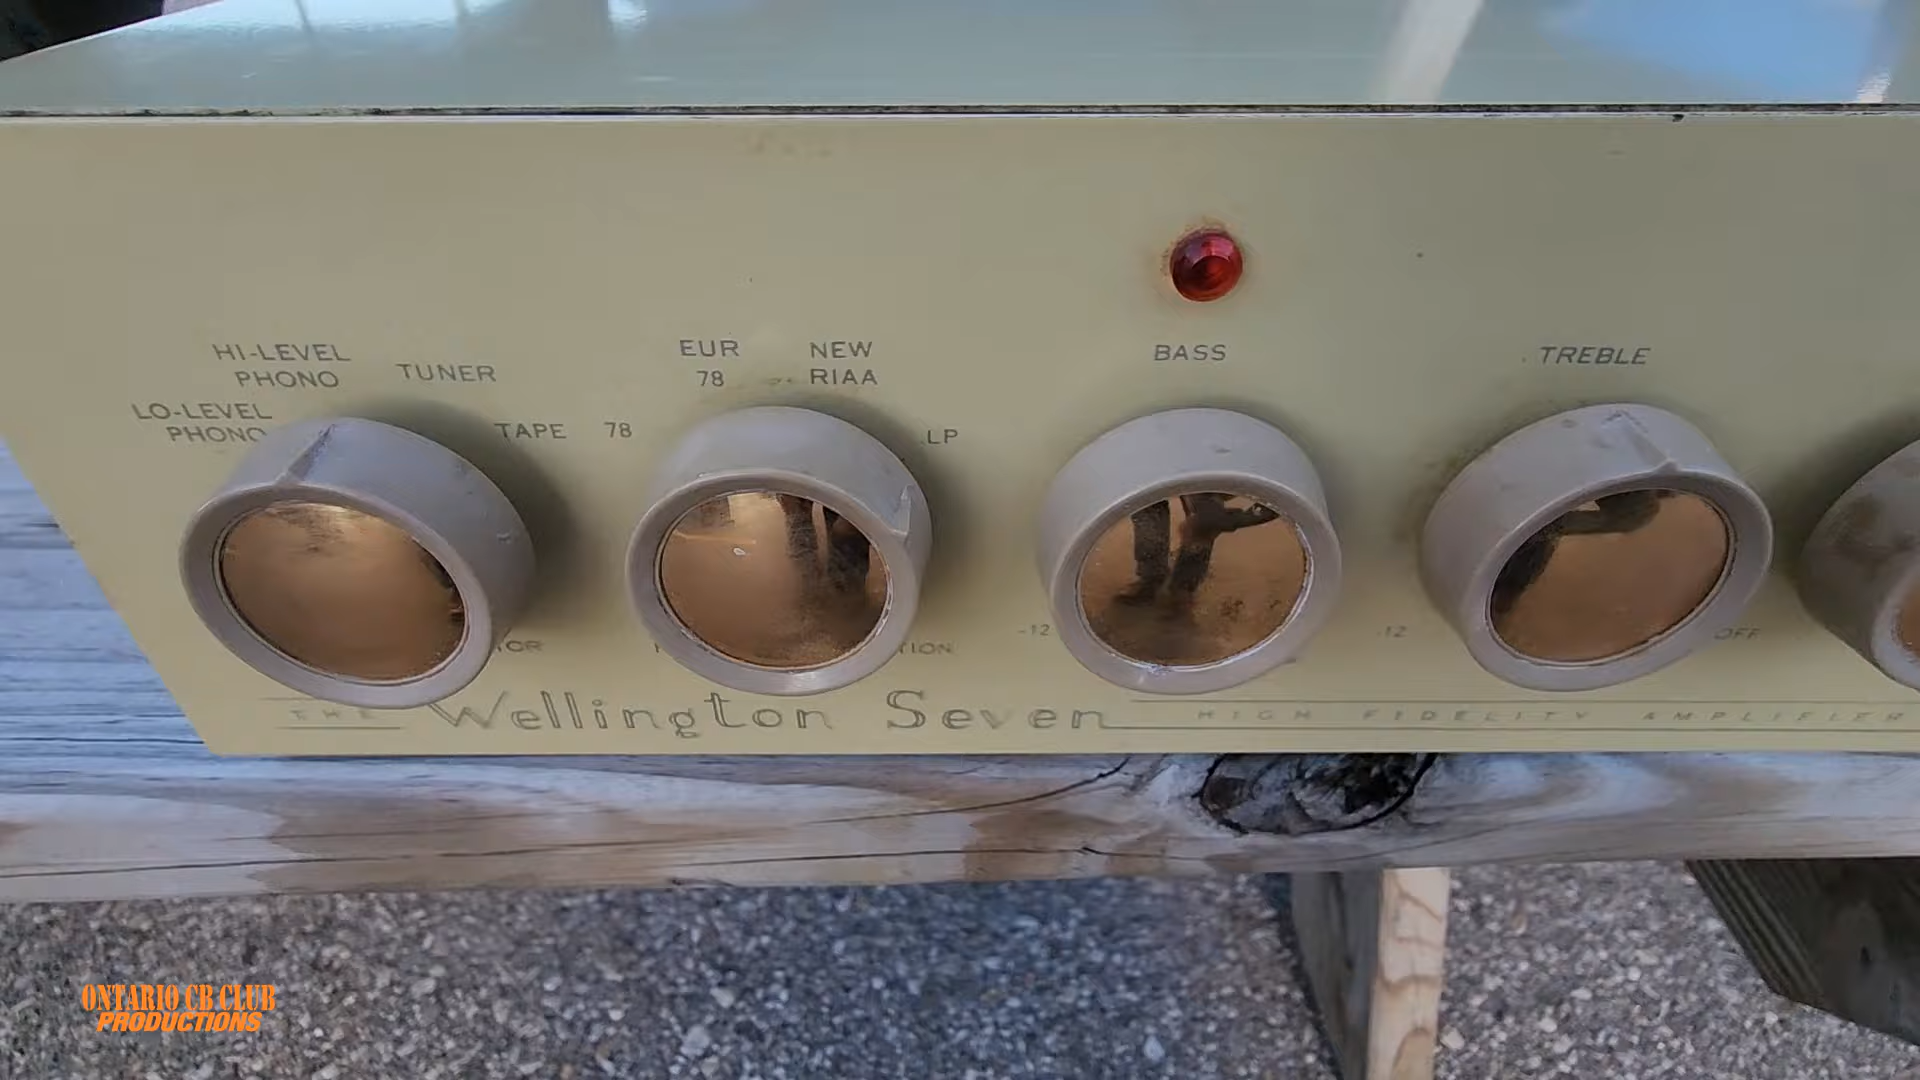 HI-LEVEL
PHONO
TUNER
LO-LEVEL
PHONO
TAPE
EUR
78
NEW
RIAA
78
LP
BASS
TREBLE
-12
12
OFF
THE Wellington Seven HIGH FIDELITY AMPLIFIER
ONTARIO CB CLUB
PRODUCTIONS